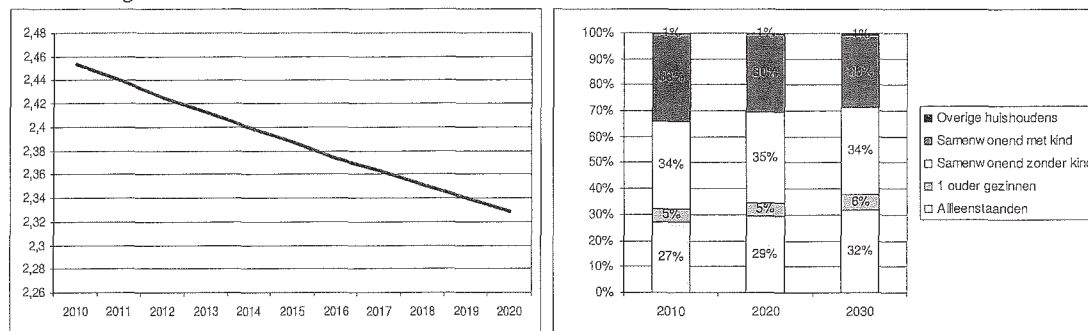 2,48
2,46
2,44
2,42
2,4
2,38
2,36
2,34
2,32
2,3
2,28
2,26
2010 2011 2012 2013 2014 2015 2016 2017 2018 2019 2020
100%
90%
80%
70%
60%
50%
40%
30%
20%
10%
0%
1% 1% 1%
30%
34% 35% 34%
5% 5% 6%
27% 29% 32%
2010 2020 2030
Overige huishoudens
Samenwonend met kind
Samenwonend zonder kind
1 ouder gezinnen
Alleenstaanden